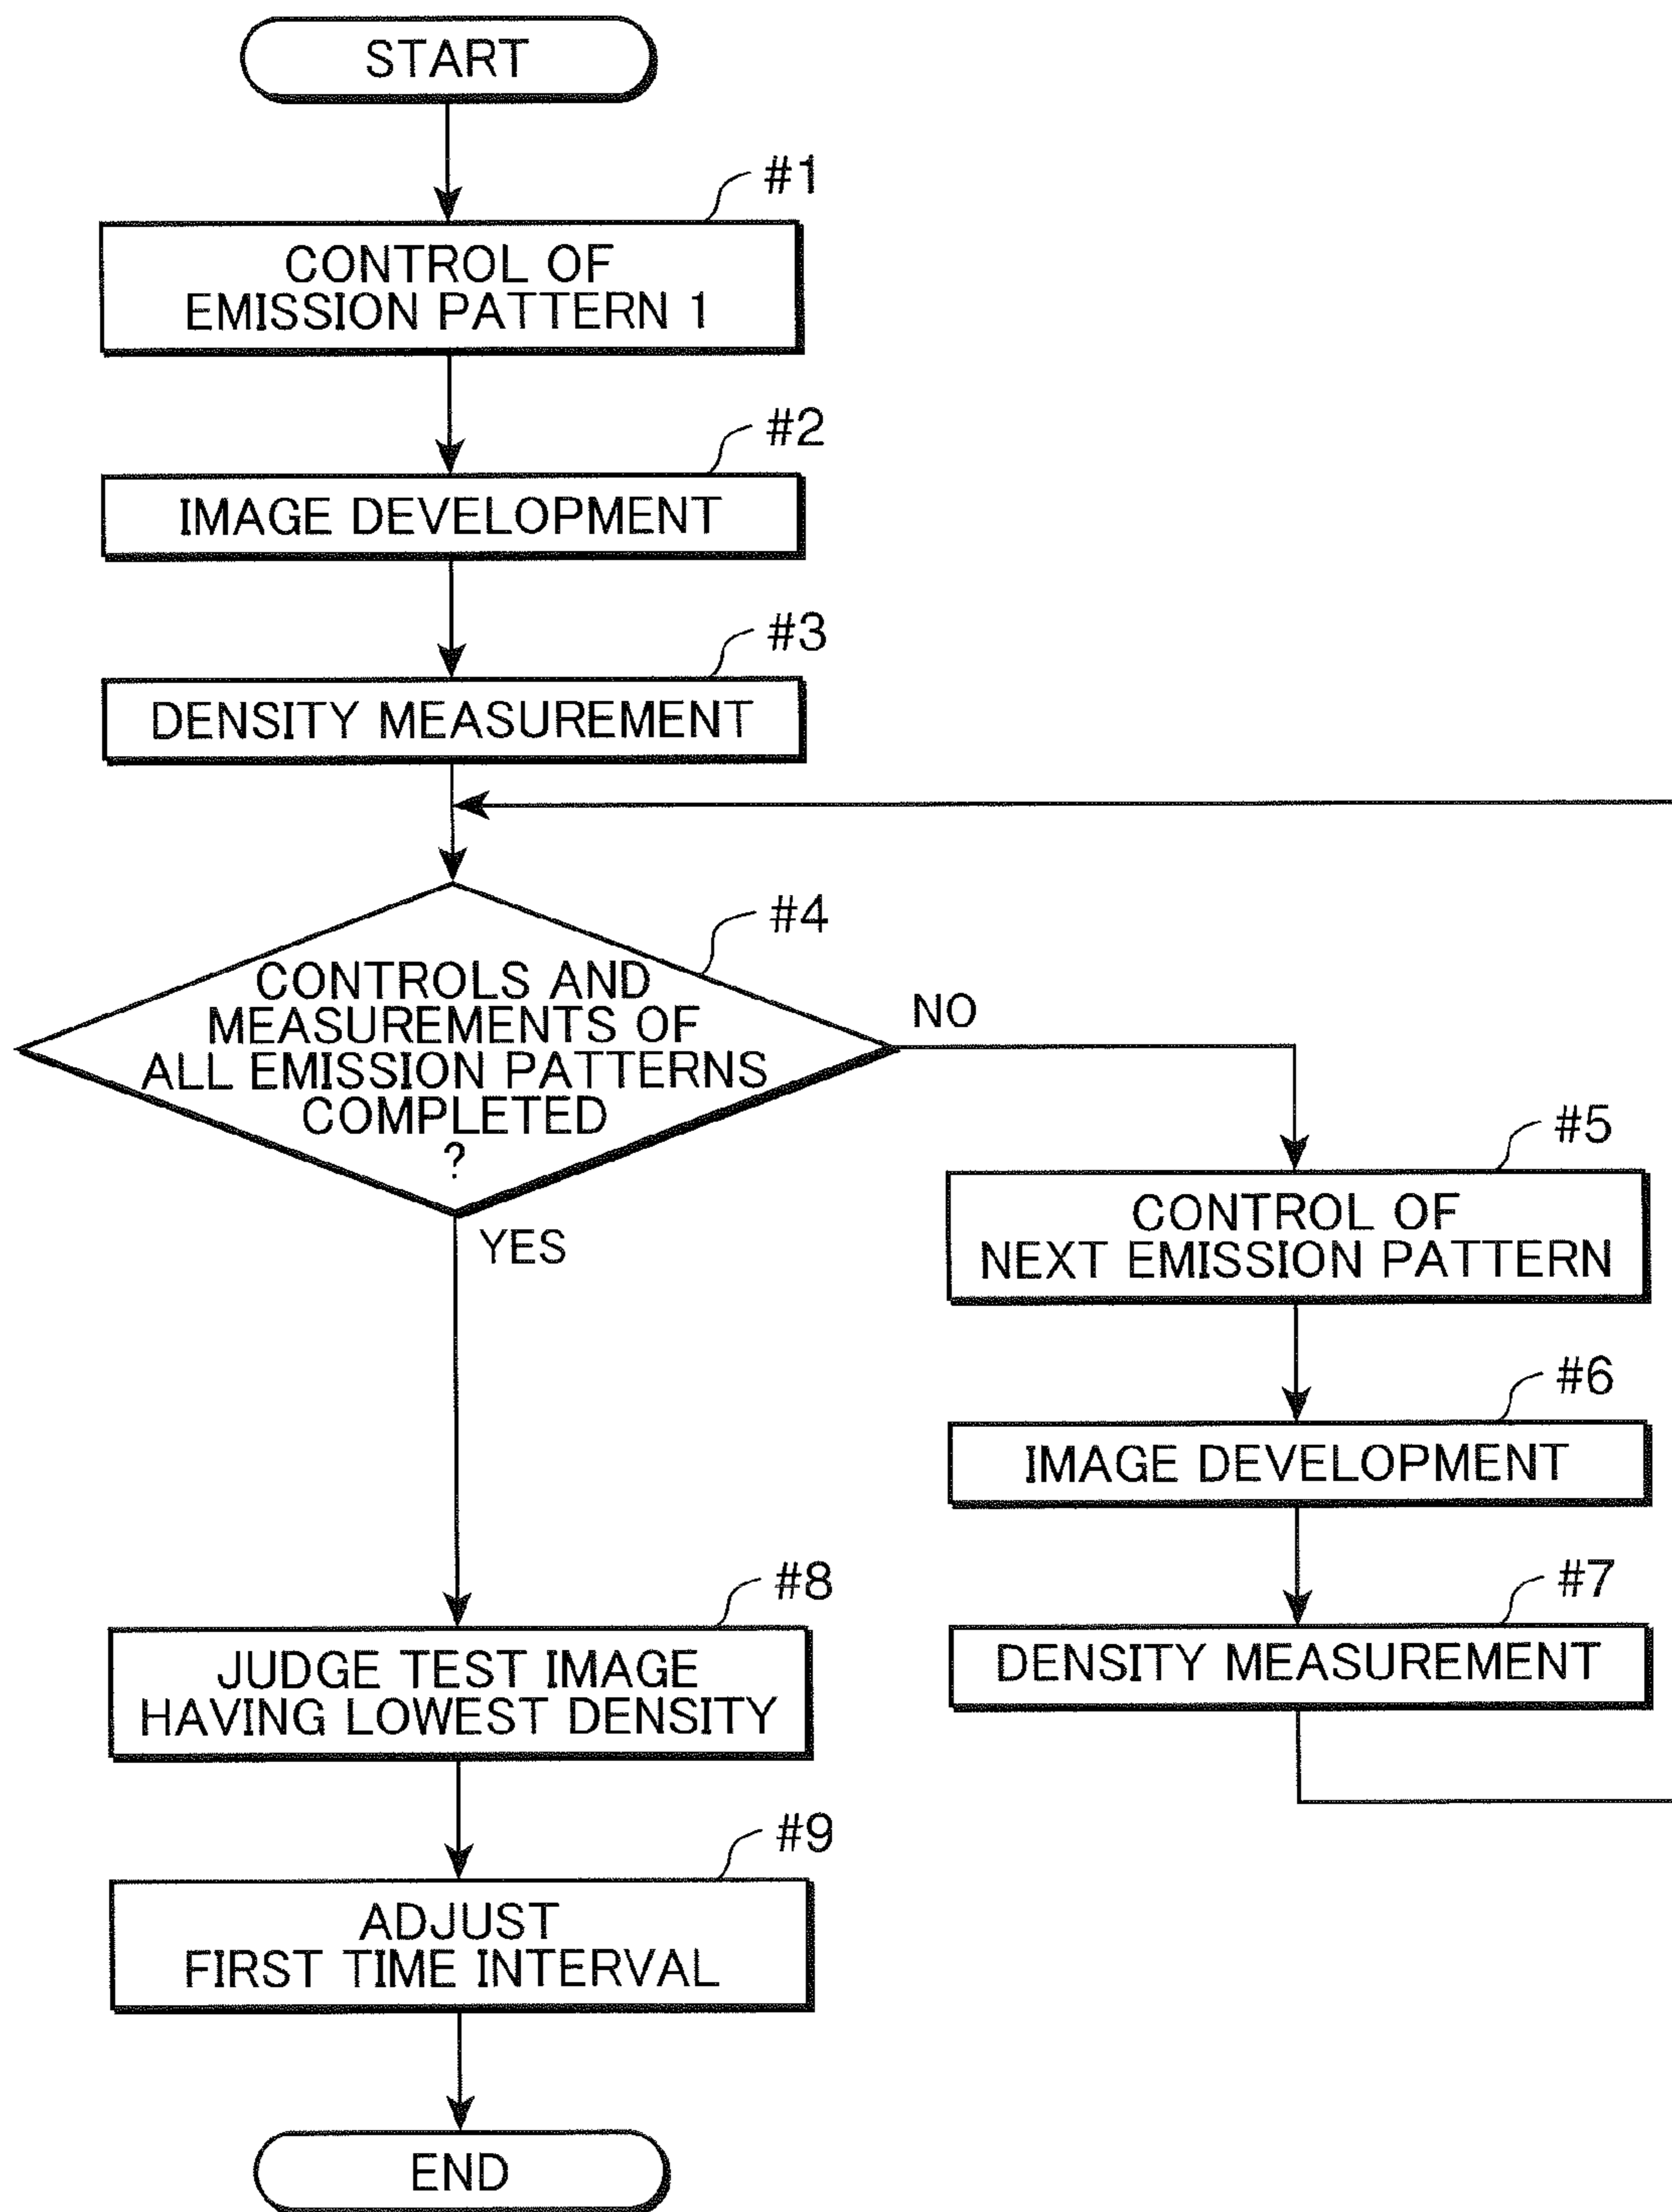 START
#1
CONTROL OF
EMISSION PATTERN 1
#2
IMAGE DEVELOPMENT
#3
DENSITY MEASUREMENT
#4
CONTROLS AND
MEASUREMENTS OF
ALL EMISSION PATTERNS
COMPLETED
?
NO
YES
#5
CONTROL OF
NEXT EMISSION PATTERN
#6
IMAGE DEVELOPMENT
#7
DENSITY MEASUREMENT
#8
JUDGE TEST IMAGE
HAVING LOWEST DENSITY
#9
ADJUST
FIRST TIME INTERVAL
END